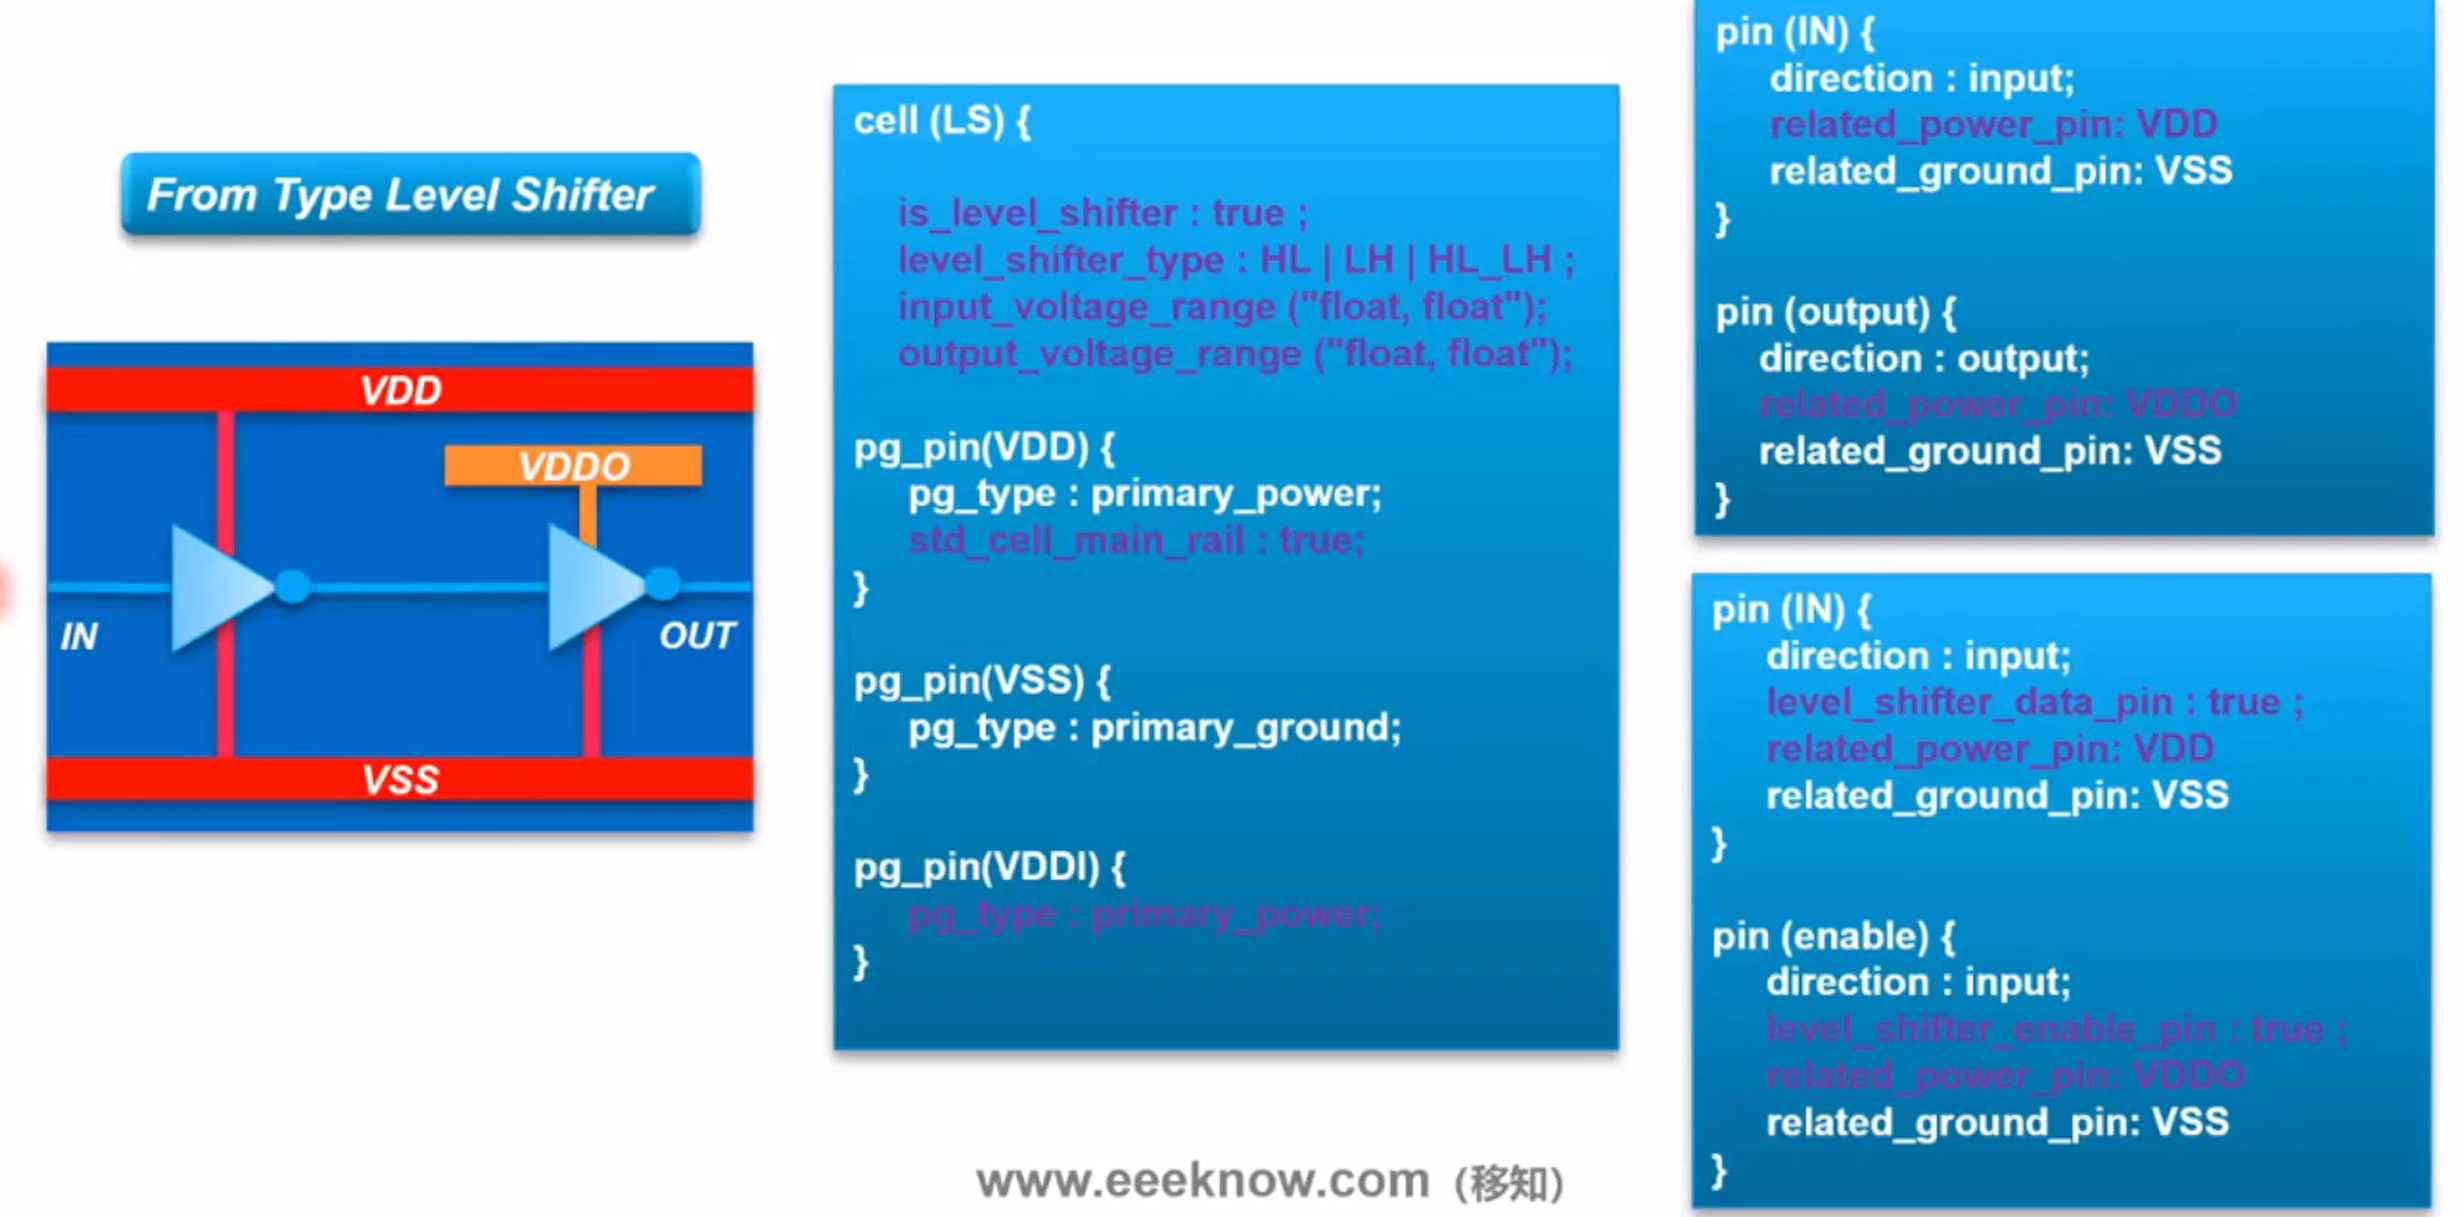 From Type Level Shifter
VDD
VDDO
IN
OUT
VSS
cell (LS) {
is_level_shifter : true ;
level_shifter_type : HL | LH | HL_LH ;
input_voltage_range ("float, float");
output_voltage_range ("float, float");
pg_pin(VDD) {
pg_type : primary_power;
std_cell_main_rail : true;
}
pg_pin(VSS) {
pg_type : primary_ground;
}
pg_pin(VDDI) {
pg_type : primary_power;
}
pin (IN) {
direction : input;
related_power_pin: VDD
related_ground_pin: VSS
}
pin (output) {
direction : output;
related_power_pin: VDDO
related_ground_pin: VSS
}
pin (IN) {
direction : input;
level_shifter_data_pin : true ;
related_power_pin: VDD
related_ground_pin: VSS
}
pin (enable) {
direction : input;
level_shifter_enable_pin : true ;
related_power_pin: VDDO
related_ground_pin: VSS
}
www.eeeknow.com（移知）